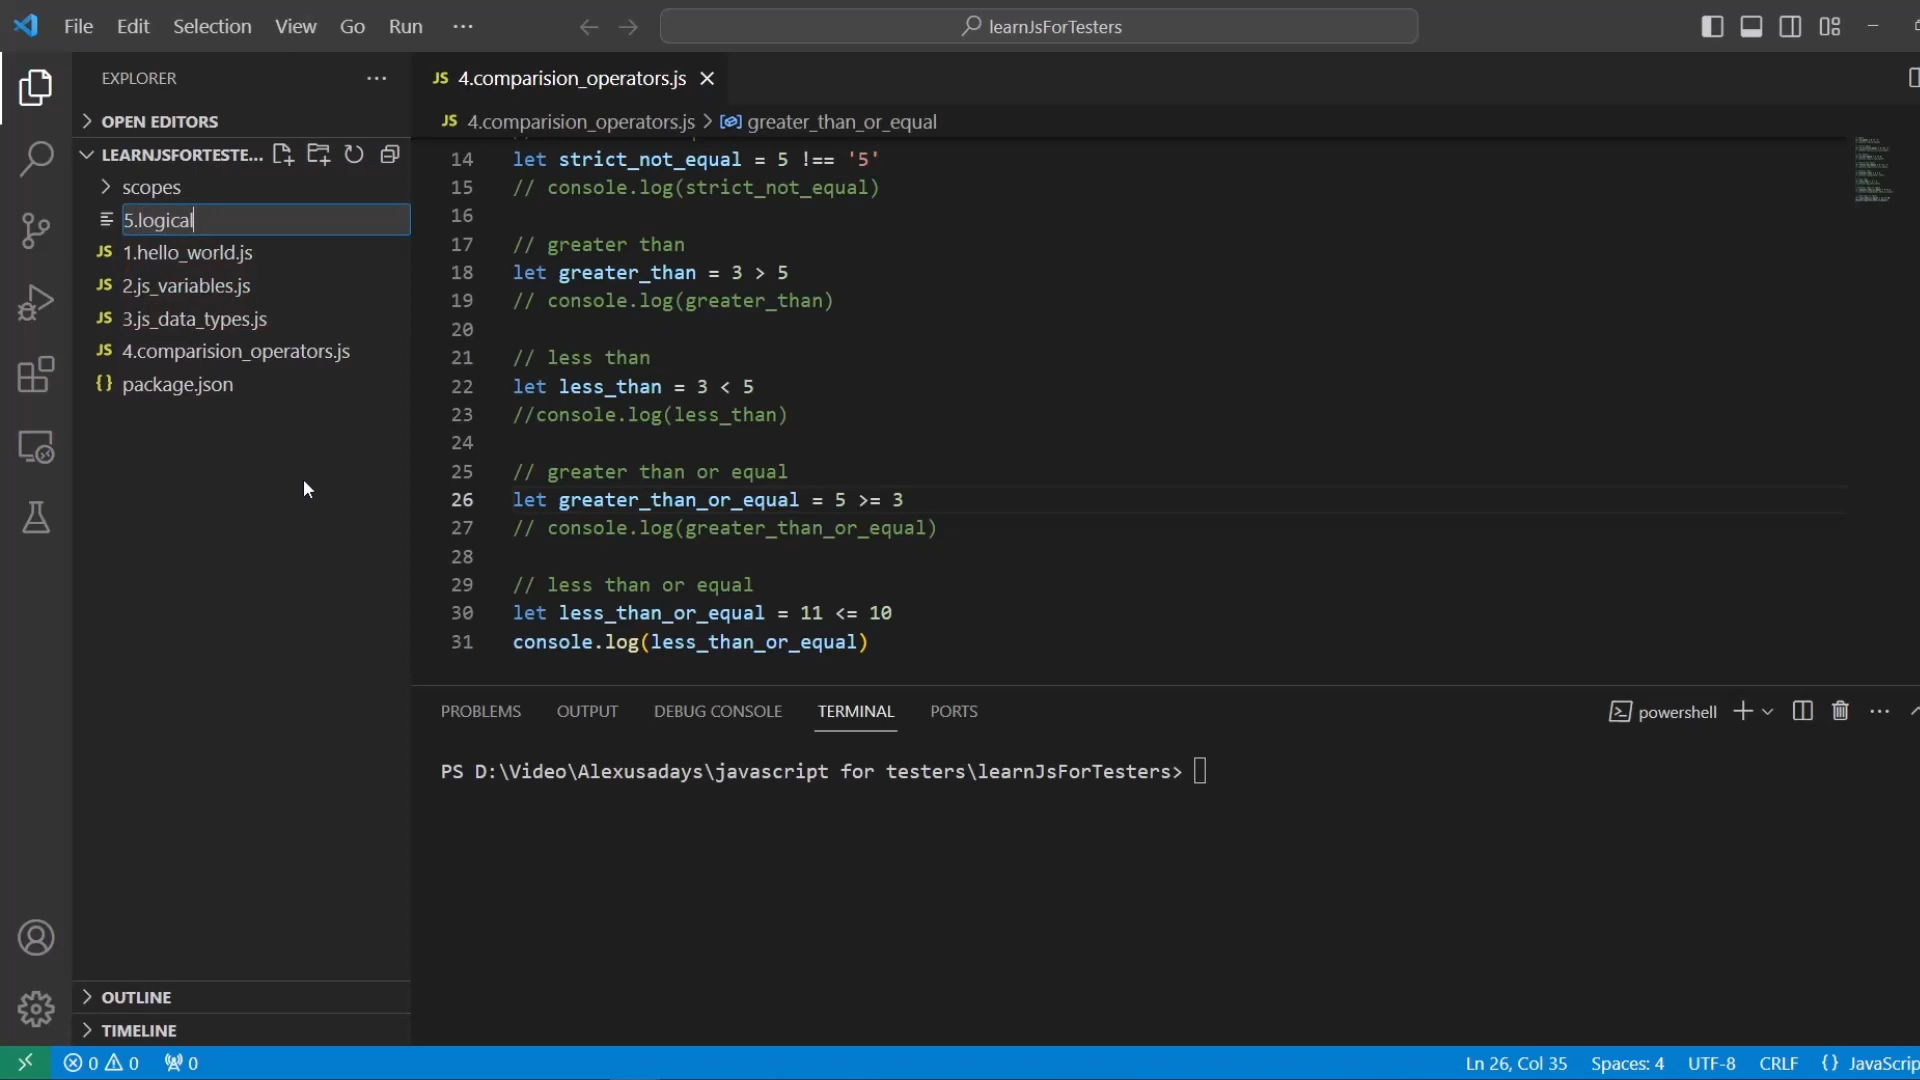 File Edit Selection View Go Run ...
learnJsForTesters
EXPLORER
OPEN EDITORS
LEARNJSFORTESTE...
scopes
5.logical
JS 1.hello_world.js
JS 2.js_variables.js
JS 3.js_data_types.js
JS 4.comparision_operators.js
{} package.json
OUTLINE
TIMELINE
JS 4.comparision_operators.js
JS 4.comparision_operators.js > greater_than_or_equal
14 let strict_not_equal = 5 !== '5'
15 // console.log(strict_not_equal)
16
17 // greater than
18 let greater_than = 3 > 5
19 // console.log(greater_than)
20
21 // less than
22 let less_than = 3 < 5
23 //console.log(less_than)
24
25 // greater than or equal
26 let greater_than_or_equal = 5 >= 3
27 // console.log(greater_than_or_equal)
28
29 // less than or equal
30 let less_than_or_equal = 11 <= 10
31 console.log(less_than_or_equal)
PROBLEMS OUTPUT DEBUG CONSOLE TERMINAL PORTS
powershell
PS D:\Video\Alexusadays\javascript for testers\learnJsForTesters>
0 0 0
Ln 26, Col 35 Spaces: 4 UTF-8 CRLF {} JavaScrip